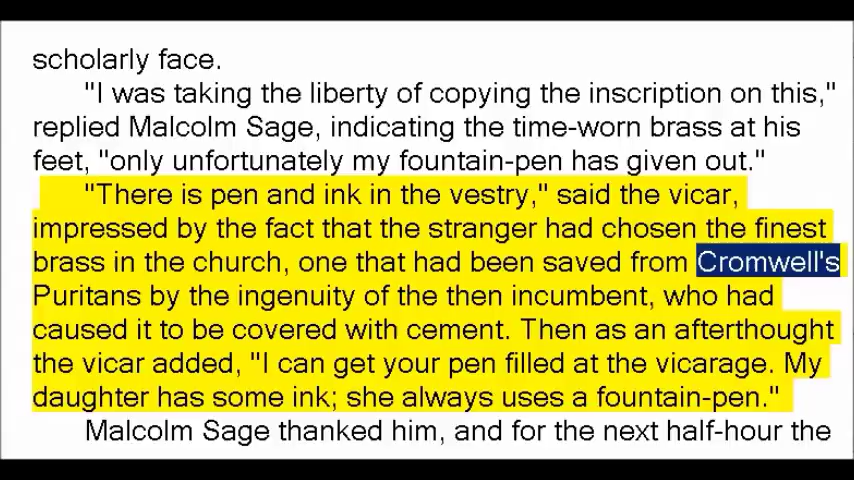 scholarly face.
"I was taking the liberty of copying the inscription on this,"
replied Malcolm Sage, indicating the time-worn brass at his
feet, "only unfortunately my fountain-pen has given out."
"There is pen and ink in the vestry," said the vicar,
impressed by the fact that the stranger had chosen the finest
brass in the church, one that had been saved from Cromwell's
Puritans by the ingenuity of the then incumbent, who had
caused it to be covered with cement. Then as an afterthought
the vicar added, "I can get your pen filled at the vicarage. My
daughter has some ink; she always uses a fountain-pen."
Malcolm Sage thanked him, and for the next half-hour the